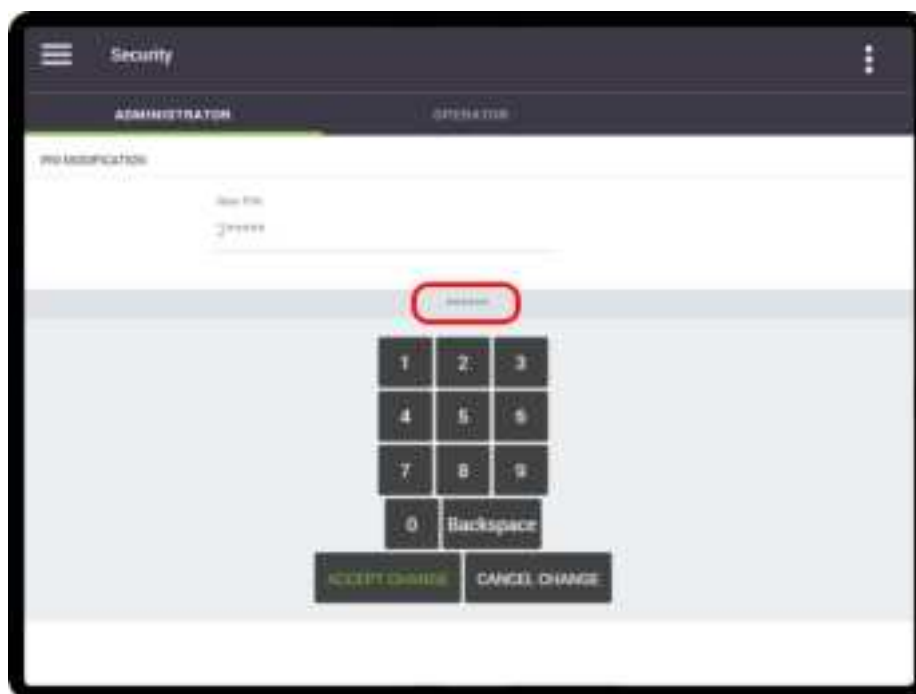 Security
ADMINISTRATOR OPERATOR
PIN MODIFICATION
New PIN
******
1 2 3
4 5 6
7 8 9
0 Backspace
ACCEPT CHANGE CANCEL CHANGE